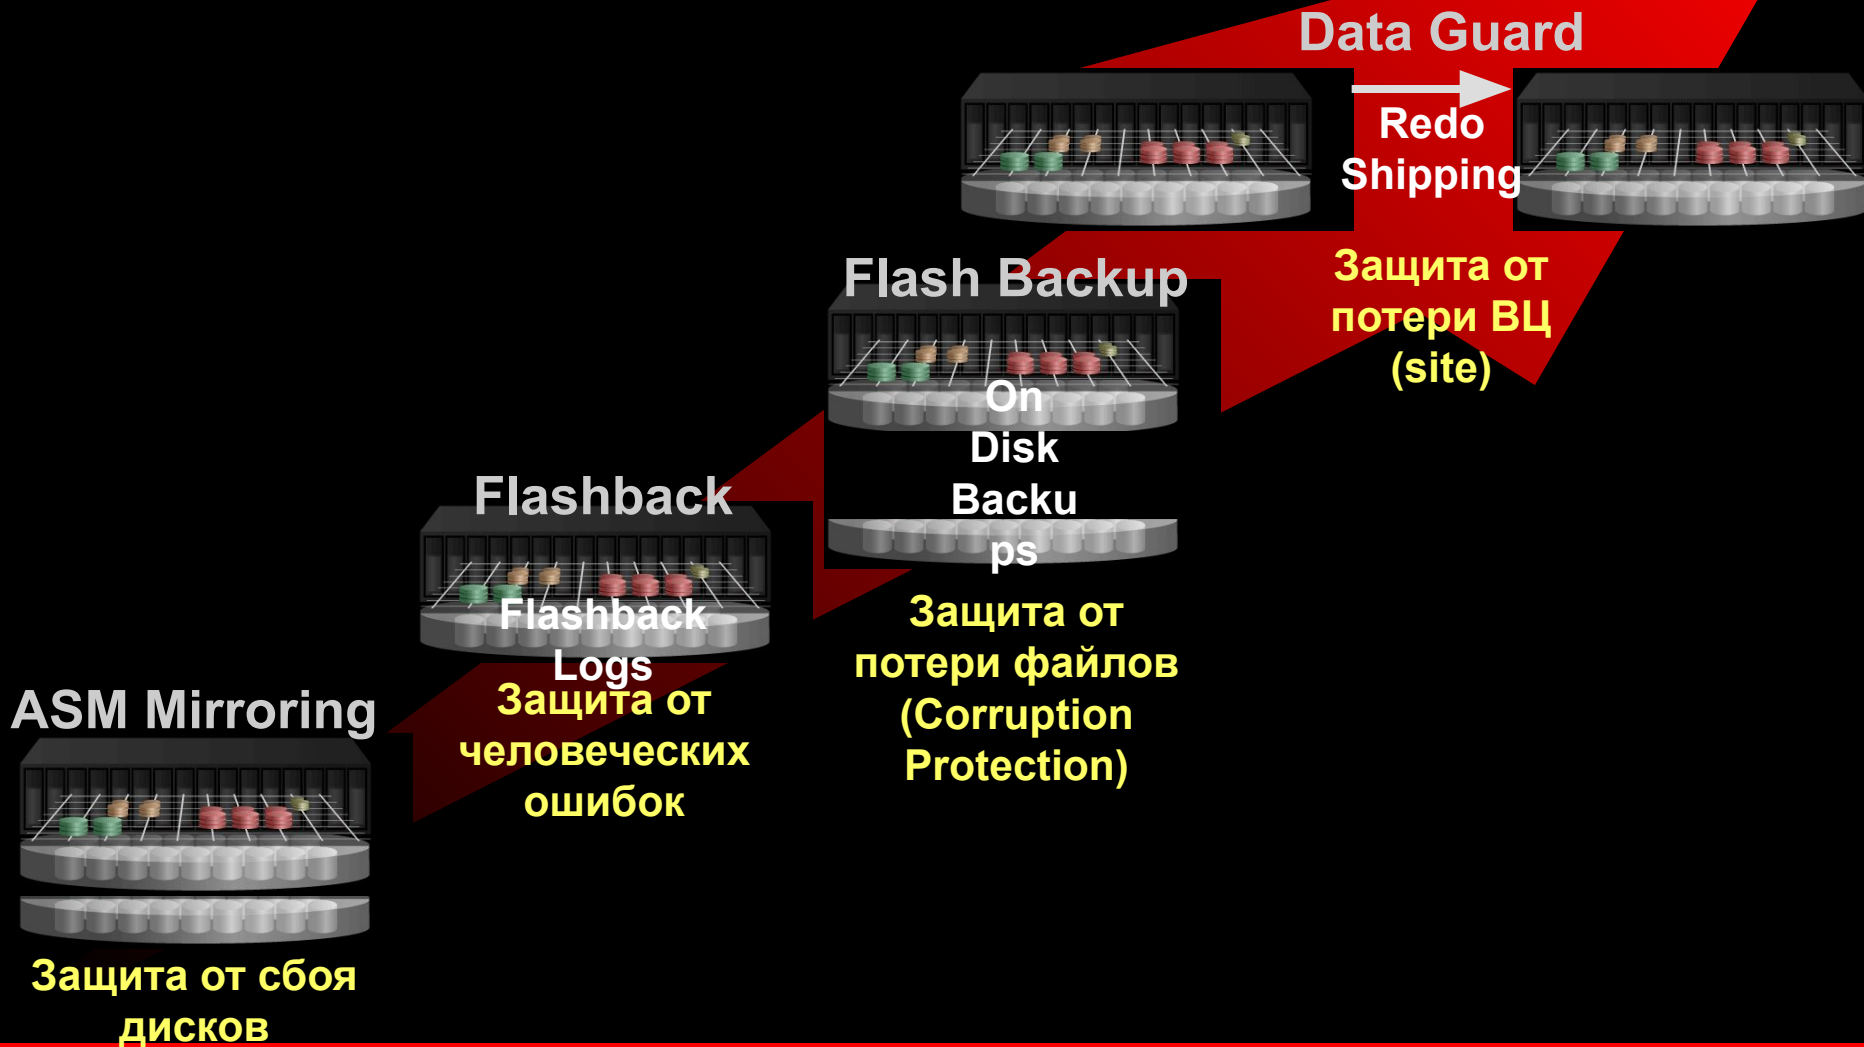 Data Guard
Redo
Shipping
Защита от
потери ВЦ
(site)
Flash Backup
On
Disk
Backu
ps
Защита от
потери файлов
(Corruption
Protection)
Flashback
Flashback
Logs
Защита от
человеческих
ошибок
ASM Mirroring
Защита от сбоя
дисков